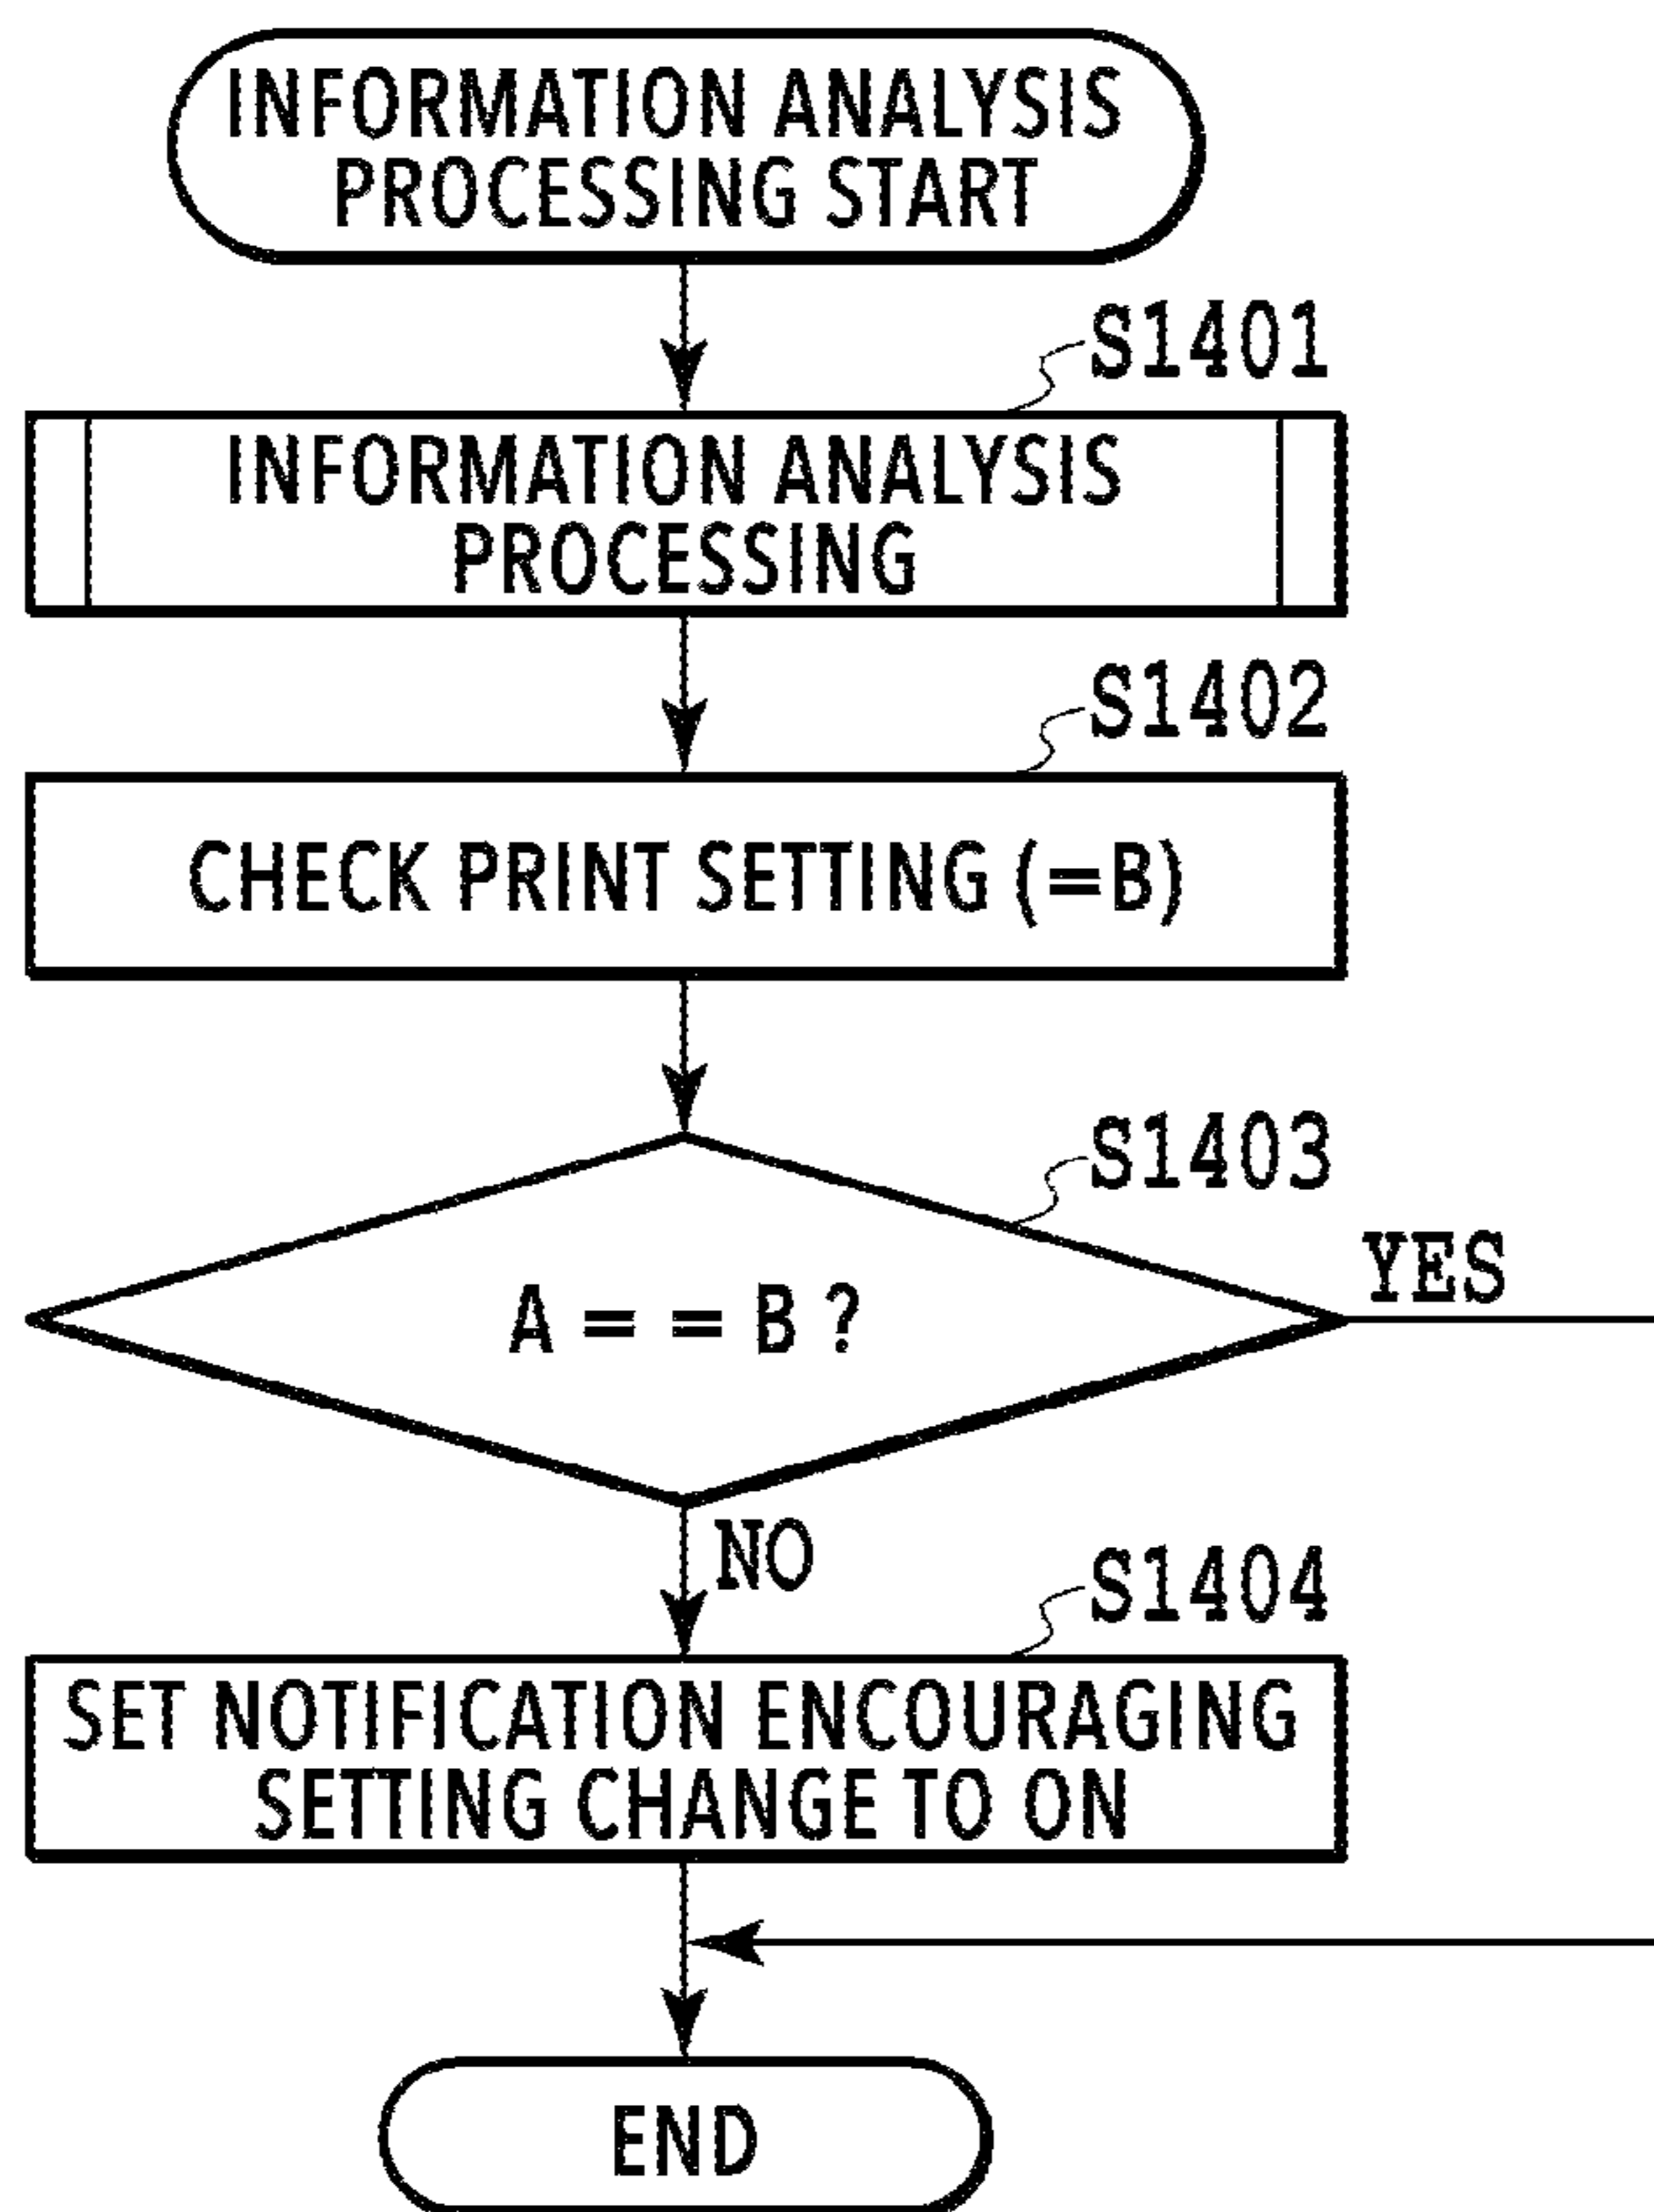 INFORMATION ANALYSIS
PROCESSING START
S1401
INFORMATION ANALYSIS
PROCESSING
S1402
CHECK PRINT SETTING (=B)
S1403
YES
A = = B ?
NO
S1404
SET NOTIFICATION ENCOURAGING
SETTING CHANGE TO ON
END